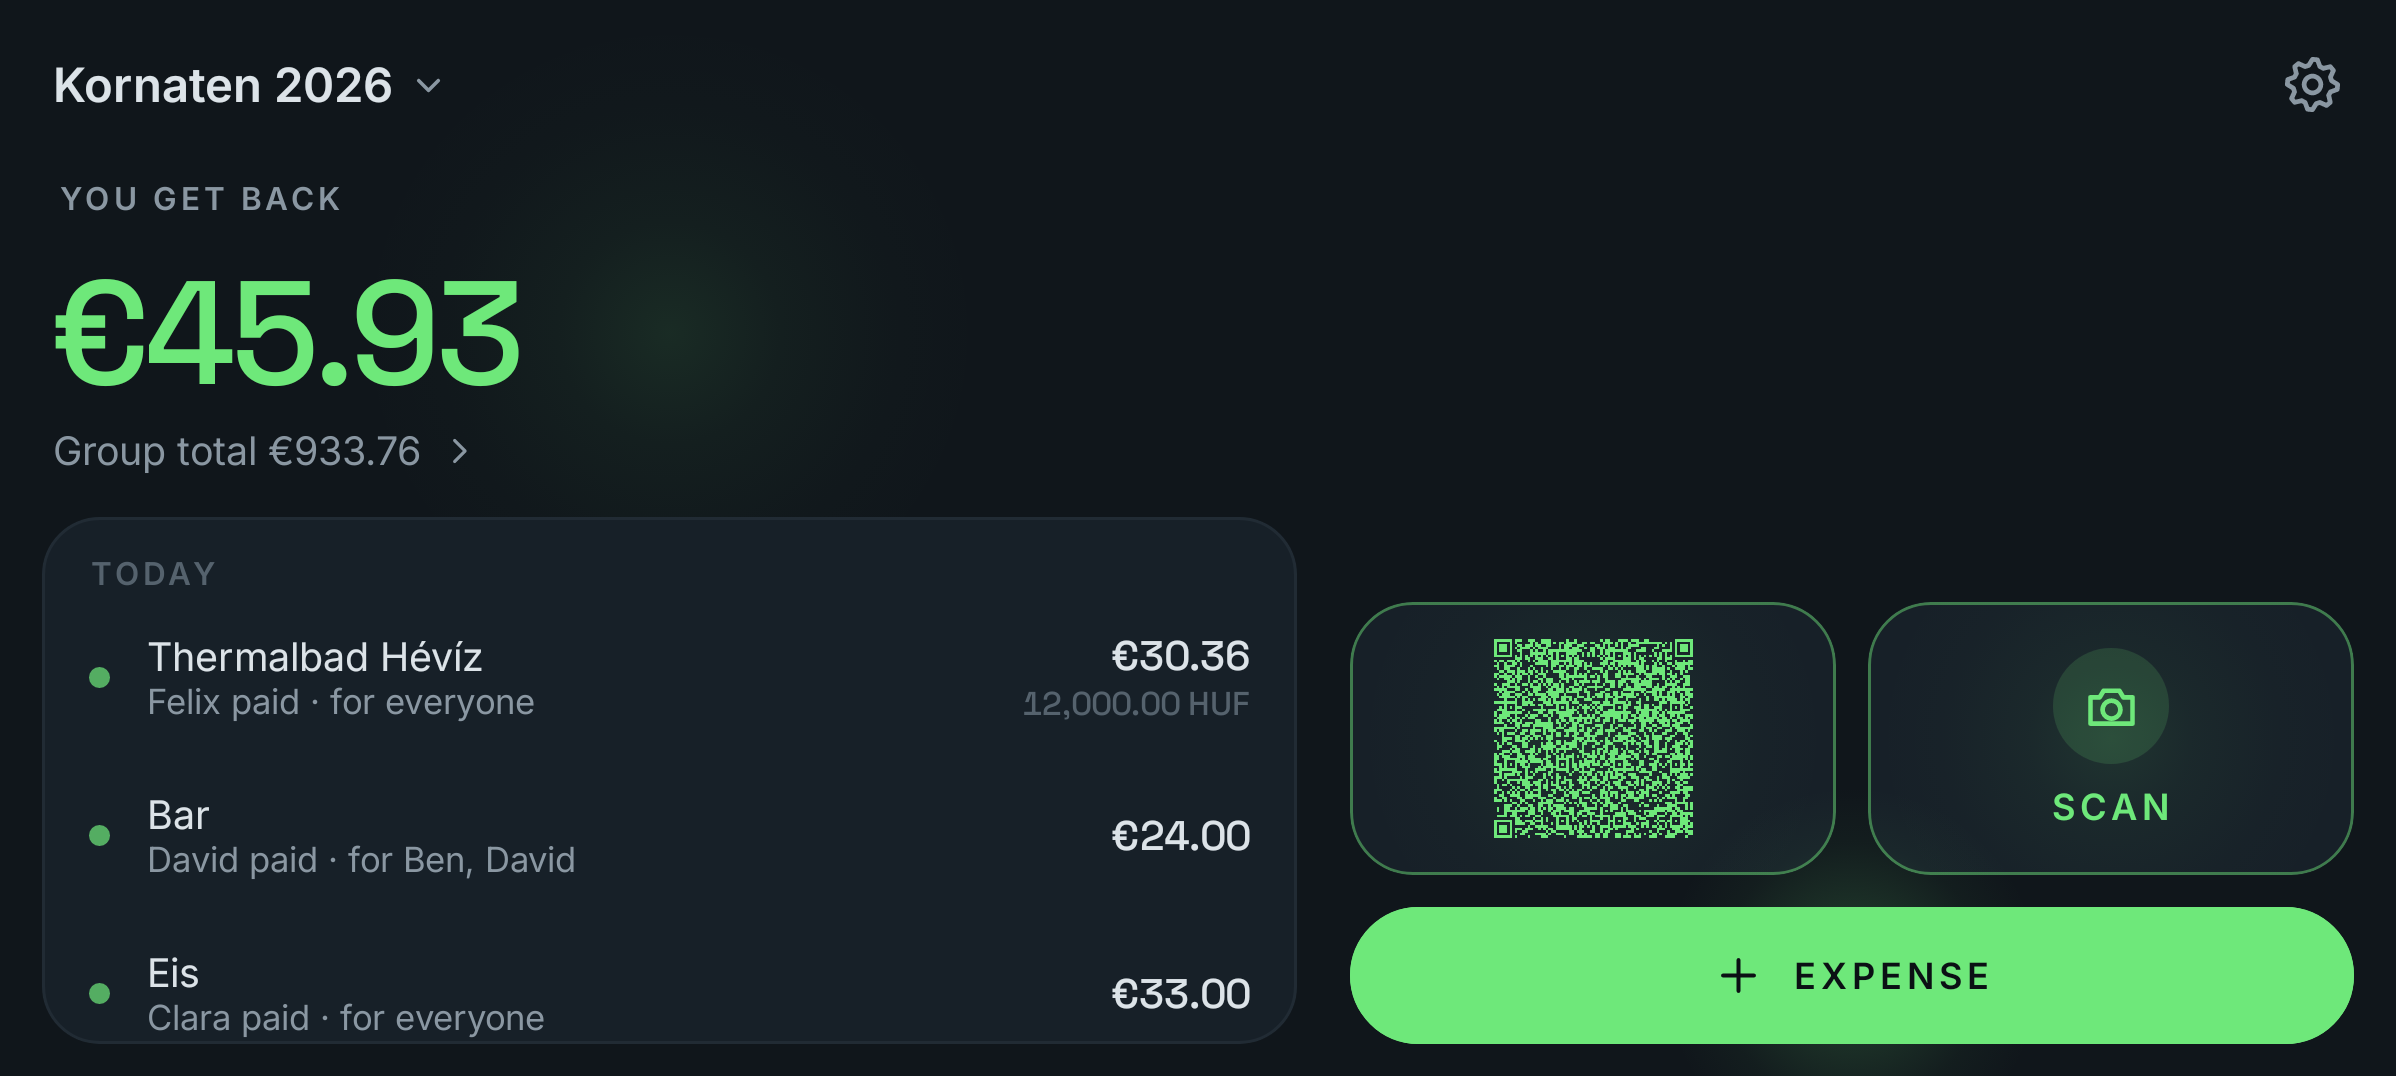 Kornaten 2026
YOU GET BACK
€45.93
Group total €933.76
TODAY
Thermalbad Hévíz
€30.36
Felix paid · for everyone
12,000.00 HUF
Bar
€24.00
David paid · for Ben, David
Eis
€33.00
Clara paid · for everyone
SCAN
+ EXPENSE